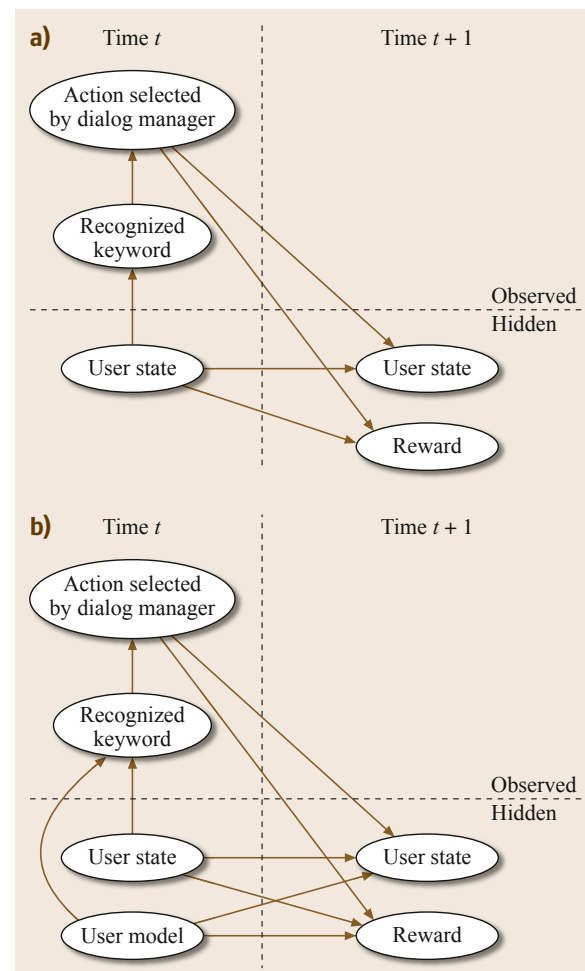 a)
Time t
Time t + 1
Action selected
by dialog manager
Recognized
keyword
Observed
Hidden
User state
User state
Reward
b)
Time t
Time t + 1
Action selected
by dialog manager
Recognized
keyword
Observed
Hidden
User state
User state
User model
Reward